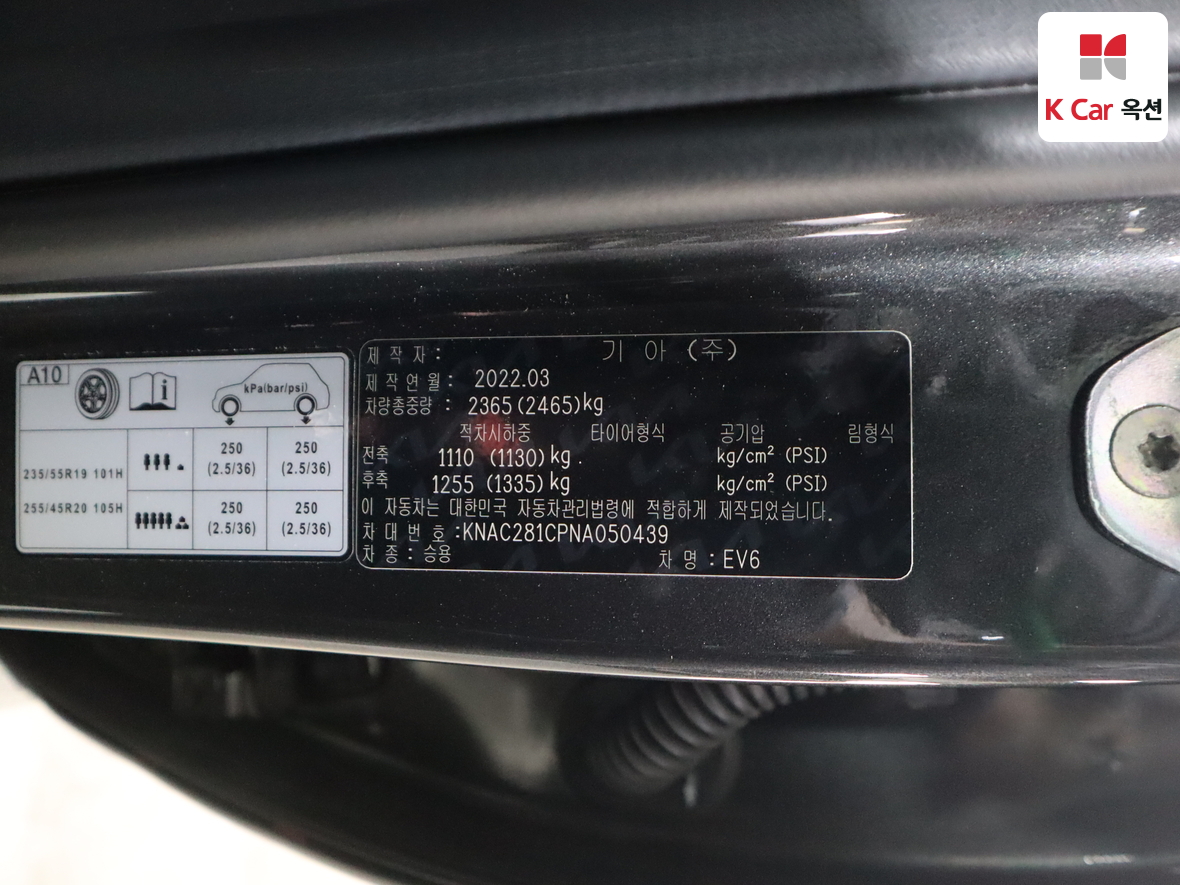 K Car 옥션
A10
i
kPa(bar/psi)
235/55R19 101H
255/45R20 105H
250 (2.5/36)
250 (2.5/36)
250 (2.5/36)
250 (2.5/36)
제 작 자 : 기 아 (주)
제 작 연 월 : 2022.03
차량총중량 : 2365 (2465)kg
적차시하중 타이어형식 공기압 림형식
전축 1110 (1130) kg . kg/cm² (PSI)
후축 1255 (1335) kg kg/cm² (PSI)
이 자동차는 대한민국 자동차관리법령에 적합하게 제작되었습니다.
차 대 번 호 :KNAC281CPNA050439
차 종 : 승용 차 명 : EV6